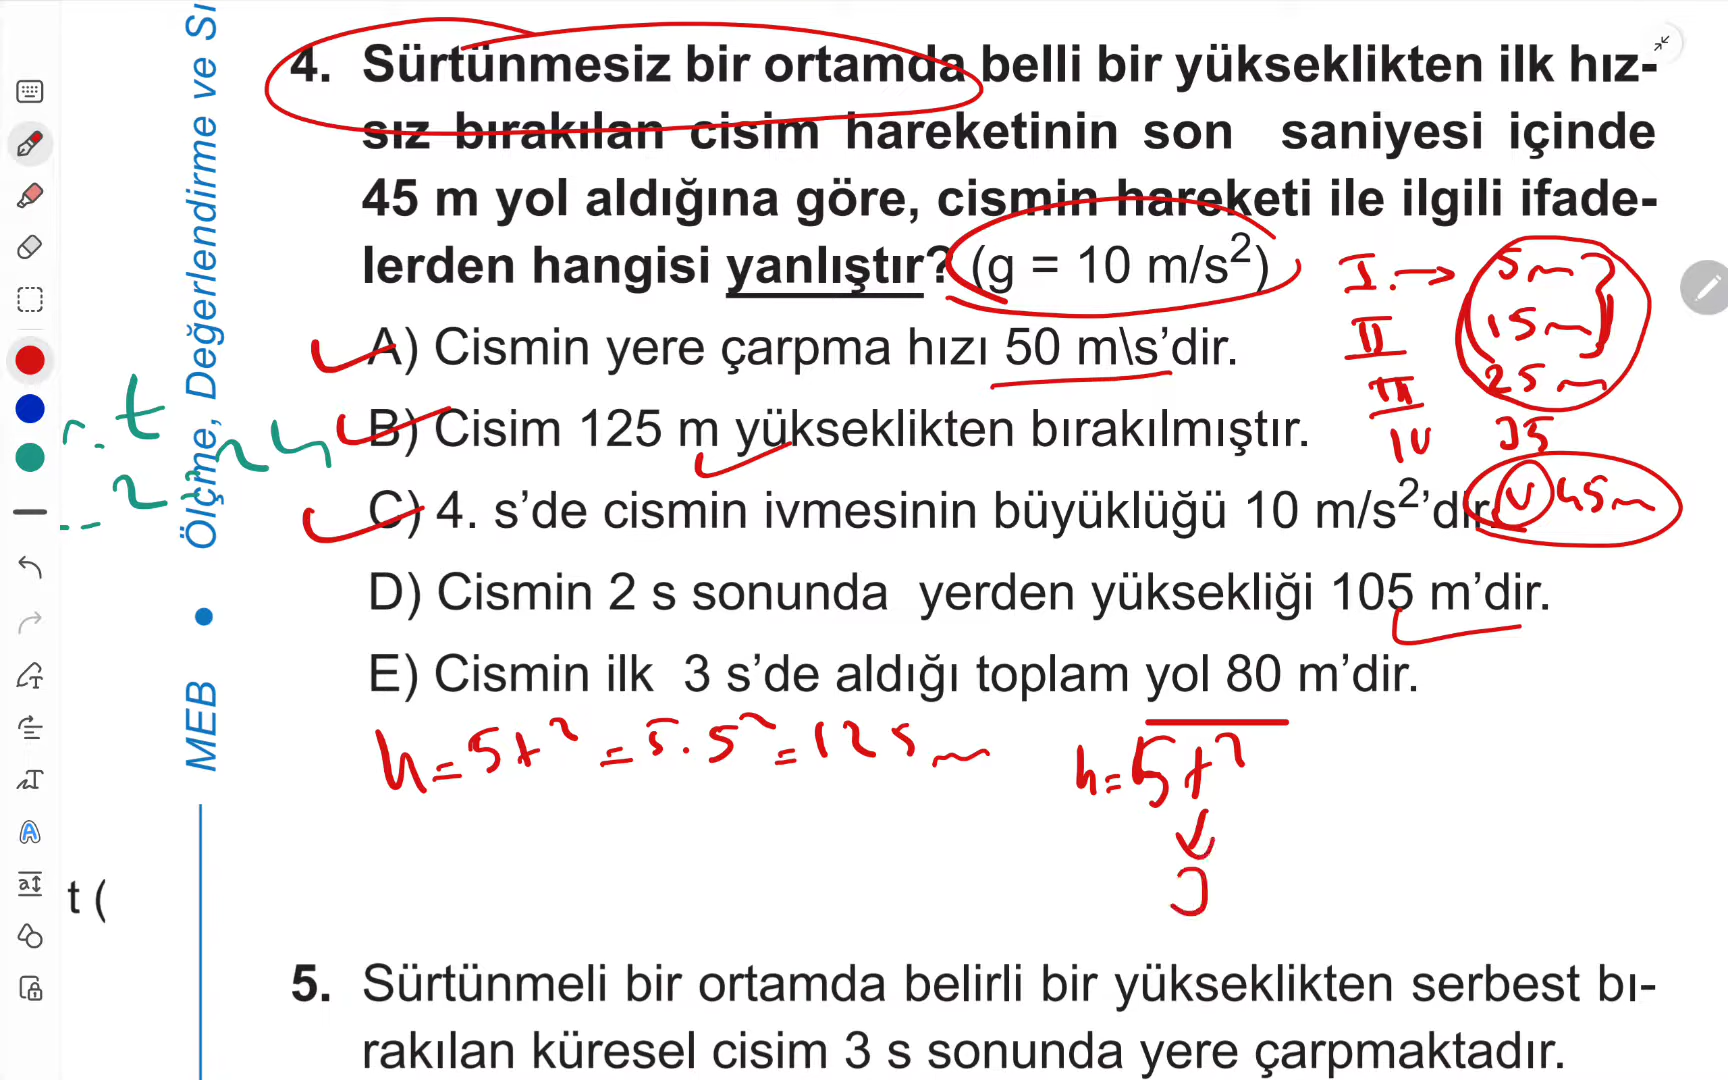 4. Sürtünmesiz bir ortamda belli bir yükseklikten ilk hız-
sız bırakılan cisim hareketinin son saniyesi içinde
45 m yol aldığına göre, cismin hareketi ile ilgili ifade-
lerden hangisi yanlıştır? (g = 10 m/s²)
A) Cismin yere çarpma hızı 50 m\s’dir.
B) Cisim 125 m yükseklikten bırakılmıştır.
C) 4. s’de cismin ivmesinin büyüklüğü 10 m/s²’dir.
D) Cismin 2 s sonunda yerden yüksekliği 105 m’dir.
E) Cismin ilk 3 s’de aldığı toplam yol 80 m’dir.
I. → 5m
II 15m
III 25m
IV 35
V 45m
h = 5t² = 5.5² = 125m
h = 5t²
3
5. Sürtünmeli bir ortamda belirli bir yükseklikten serbest bı-
rakılan küresel cisim 3 s sonunda yere çarpmaktadır.
MEB ● Ölçme, Değerlendirme ve Sı
t (